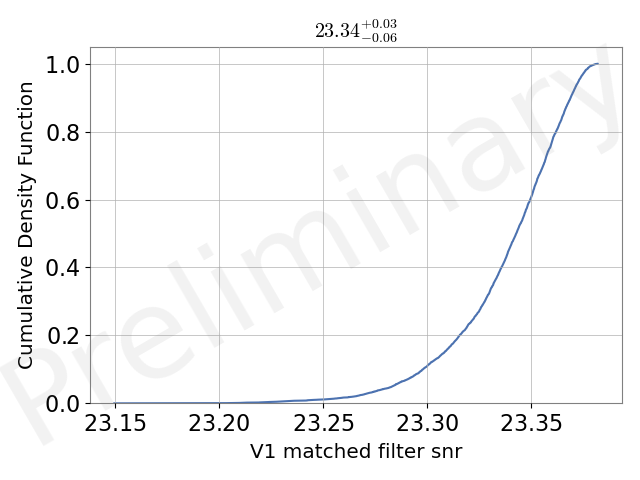 23.34+0.03−0.06
1.0
0.8
0.6
0.4
0.2
0.0
Cumulative Density Function
23.15 23.20 23.25 23.30 23.35
V1 matched filter snr
Preliminary